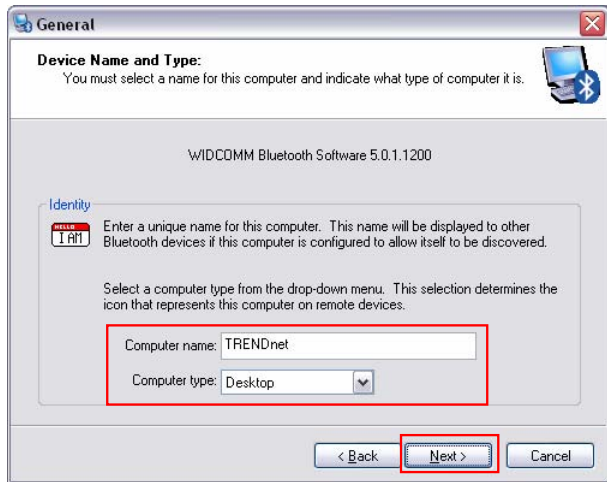 General
Device Name and Type:
You must select a name for this computer and indicate what type of computer it is.
WIDCOMM Bluetooth Software 5.0.1.1200
Identity
HELLO
I AM
Enter a unique name for this computer. This name will be displayed to other
Bluetooth devices if this computer is configured to allow itself to be discovered.
Select a computer type from the drop-down menu. This selection determines the
icon that represents this computer on remote devices.
Computer name: TRENDnet
Computer type: Desktop
< Back Next > Cancel